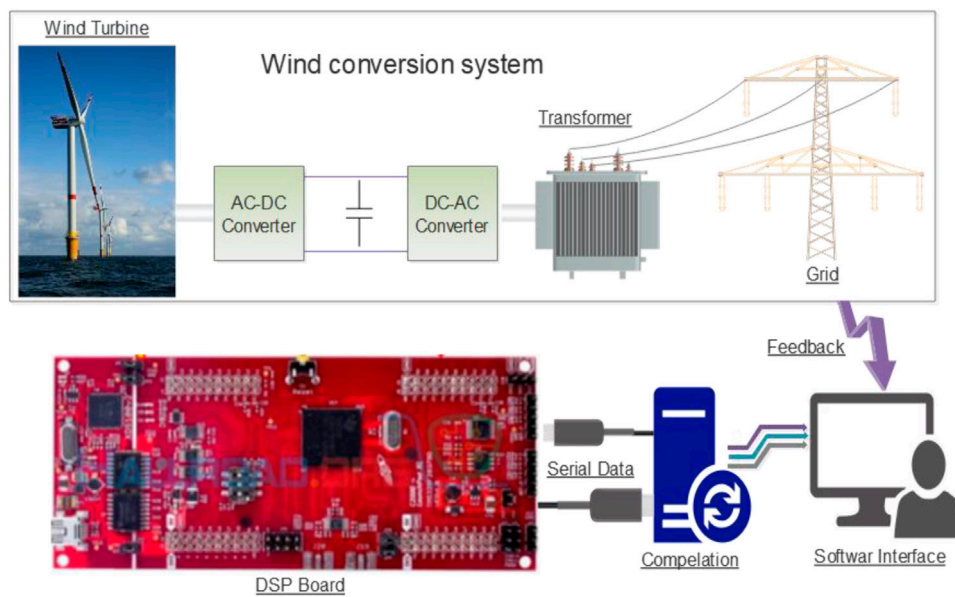 Wind Turbine
Wind conversion system
Transformer
AC-DC
Converter
DC-AC
Converter
Grid
Feedback
Serial Data
Compelation
Softwar Interface
DSP Board